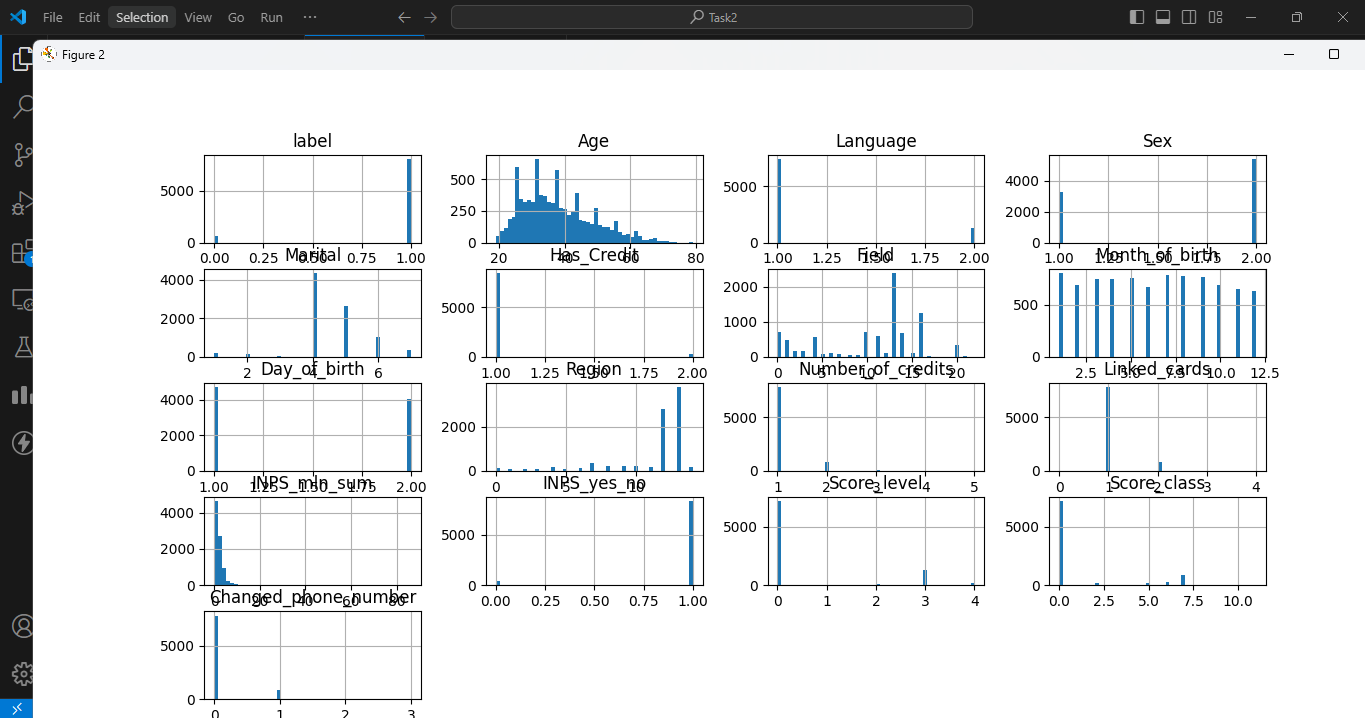 File Edit Selection View Go Run ··· Task2
Figure 2
label Age Language Sex
5000 0 500 250 0 5000 0 4000 2000 0
0.00 0.25 0.50 0.75 1.00 20 40 60 80 1.00 1.25 1.50 1.75 2.00 1.00 1.25 1.50 1.75 2.00
Marital Has_Credit Field Month_of_birth
4000 2000 0 5000 0 2000 1000 0 500 0
2 4 6 1.00 1.25 1.50 1.75 2.00 0 5 10 15 20 2.5 5.0 7.5 10.0 12.5
Day_of_birth Region Number_of_credits Linked_cards
4000 2000 0 2000 0 5000 0 5000 0
1.00 1.25 1.50 1.75 2.00 0 5 10 1 2 3 4 5 0 1 2 3 4
INPS_mln_sum INPS_yes_no Score_level Score_class
4000 2000 0 5000 0 5000 0 5000 0
0 20 40 60 80 0.00 0.25 0.50 0.75 1.00 0 1 2 3 4 0.0 2.5 5.0 7.5 10.0
Changed_phone_number
5000 0
0 1 2 3